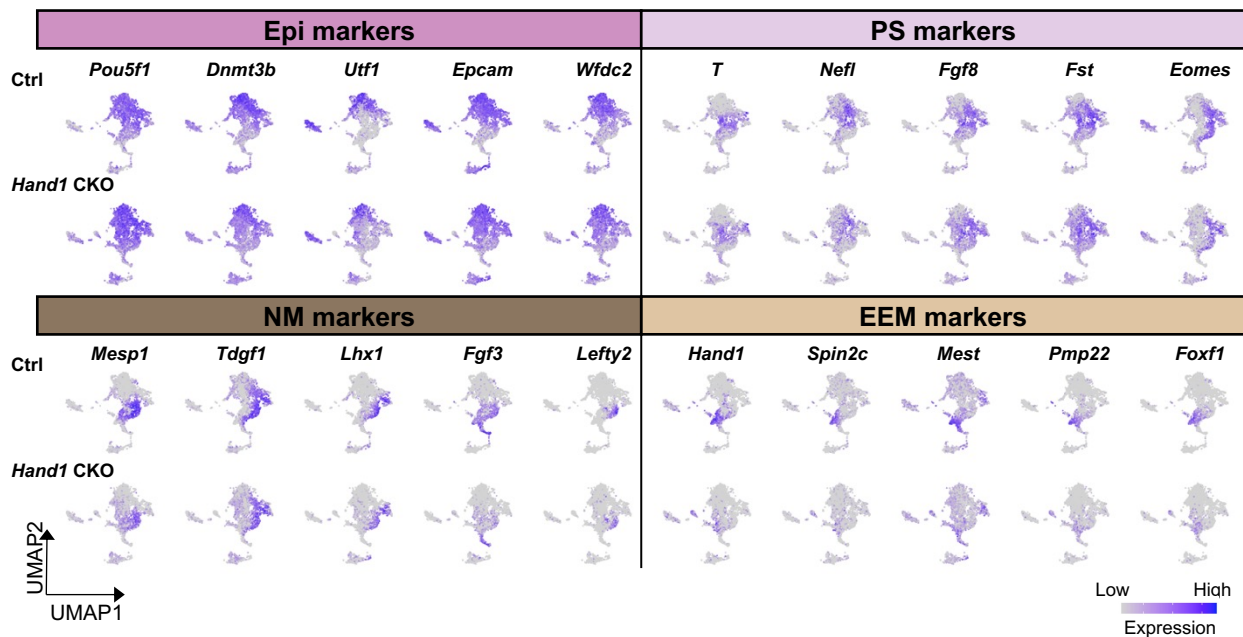 Epi markers
PS markers
Ctrl
Pou5f1 Dnmt3b Utf1 Epcam Wfdc2
T Nefl Fgf8 Fst Eomes
Hand1 CKO
NM markers
EEM markers
Ctrl
Mesp1 Tdgf1 Lhx1 Fgf3 Lefty2
Hand1 Spin2c Mest Pmp22 Foxf1
Hand1 CKO
UMAP2
UMAP1
Low High
Expression